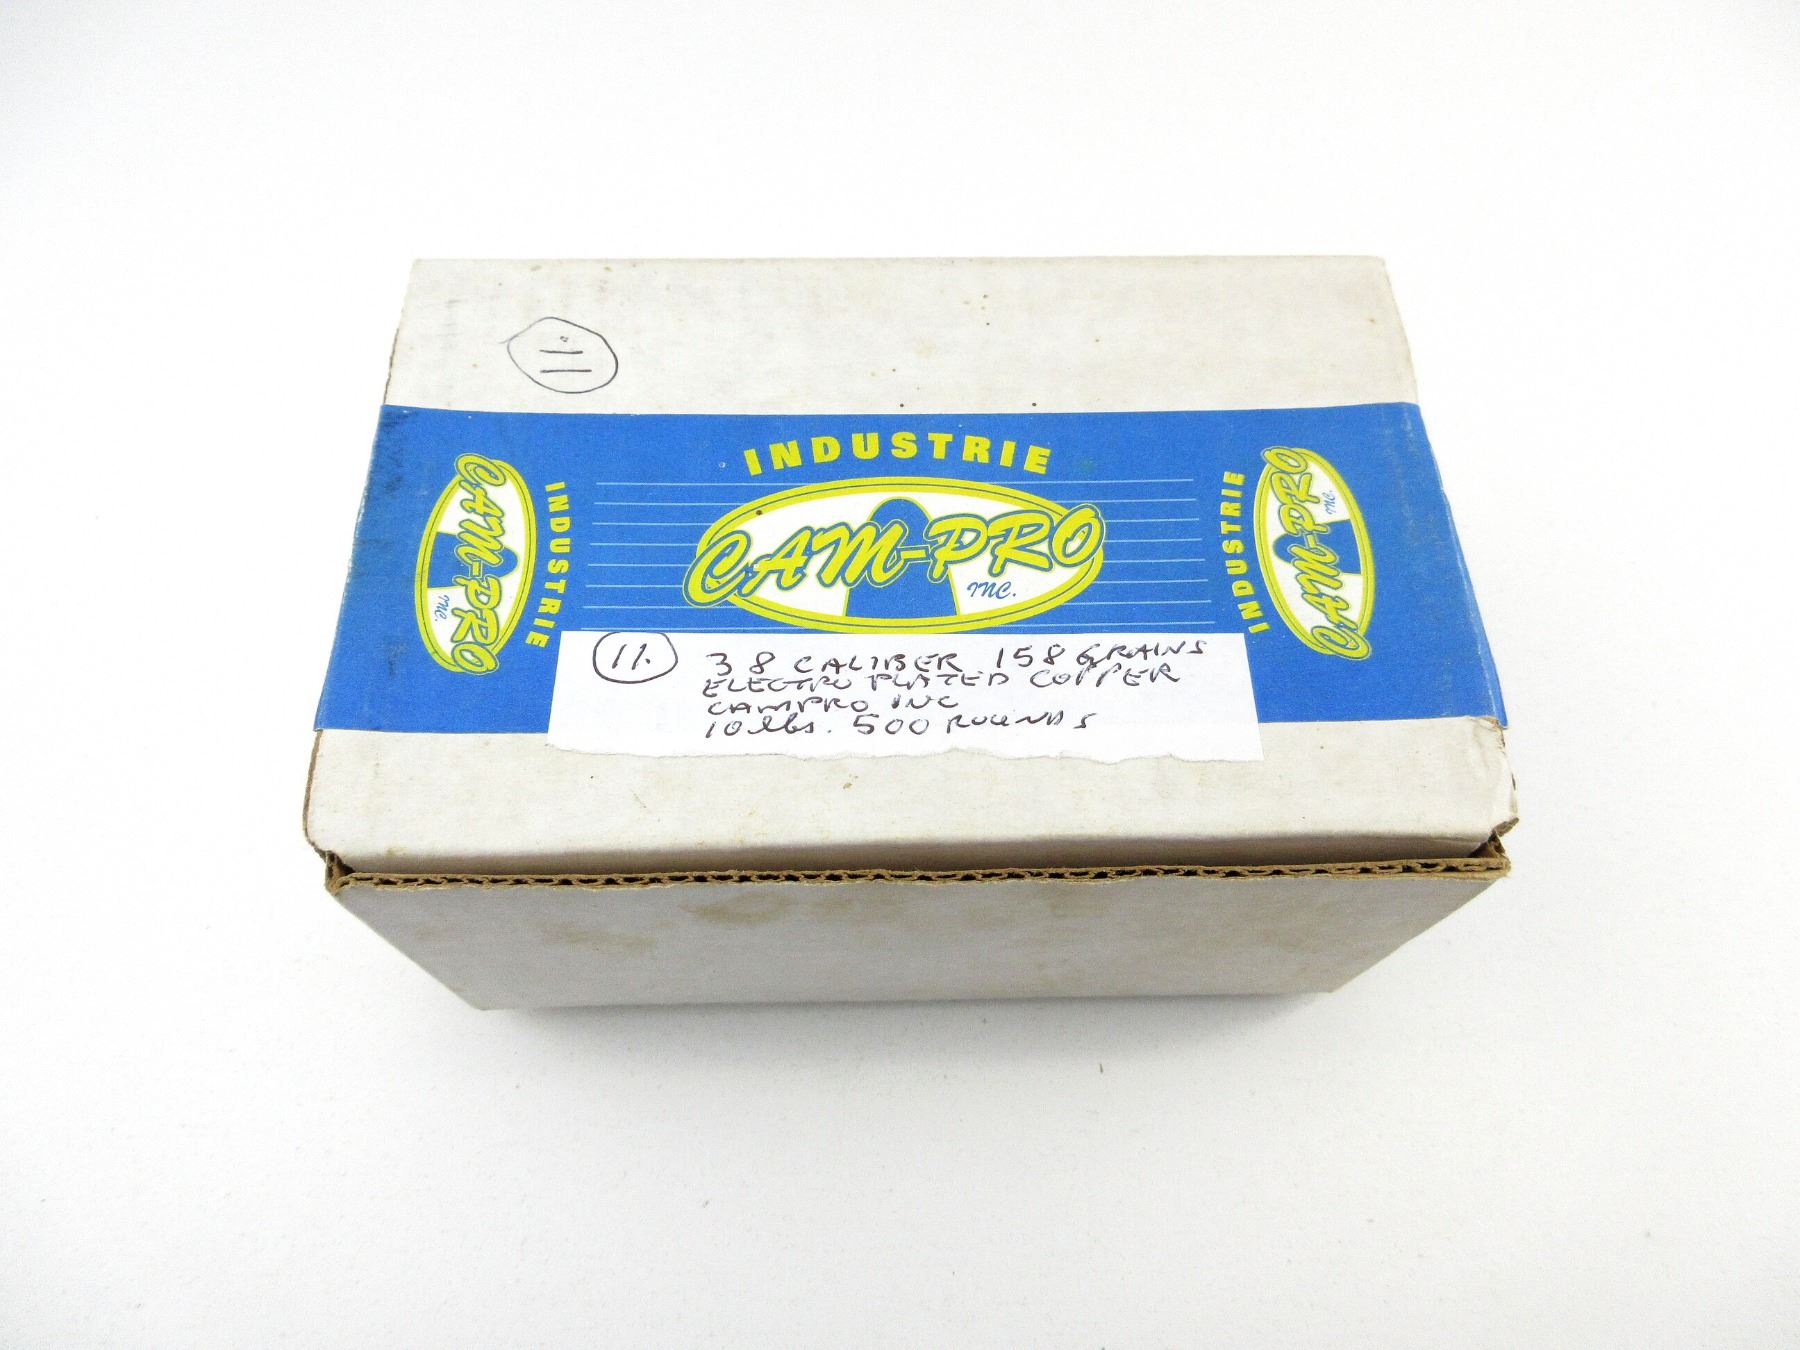 11.
INDUSTRIE
CAM-PRO
INC.
INDUSTRIE
CAM-PRO
INC.
INDUSTRIE
CAM-PRO
INC.
11. 38 CALIBER 158 GRAINS
ELECTRO PLATED COPPER
CAMPRO INC
10 lbs. 500 ROUNDS